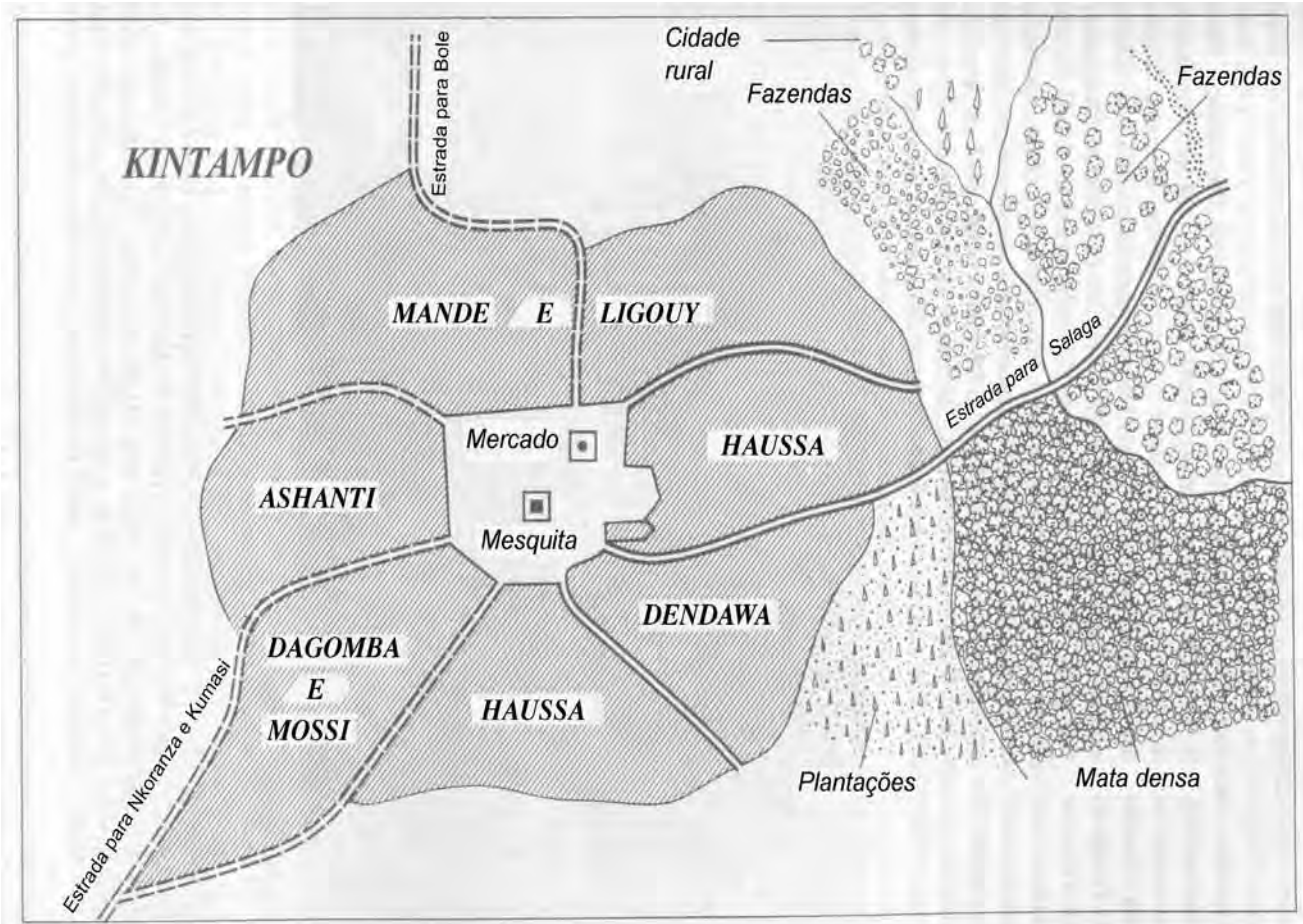 Cidade
rural
Fazendas
Fazendas
Estrada para Bole
KINTAMPO
MANDE E LIGOUY
Estrada para Salaga
Mercado
HAUSSA
ASHANTI
Mesquita
DENDAWA
DAGOMBA
E
MOSSI
HAUSSA
Estrada para Nkoranza e Kumasi
Plantações
Mata densa